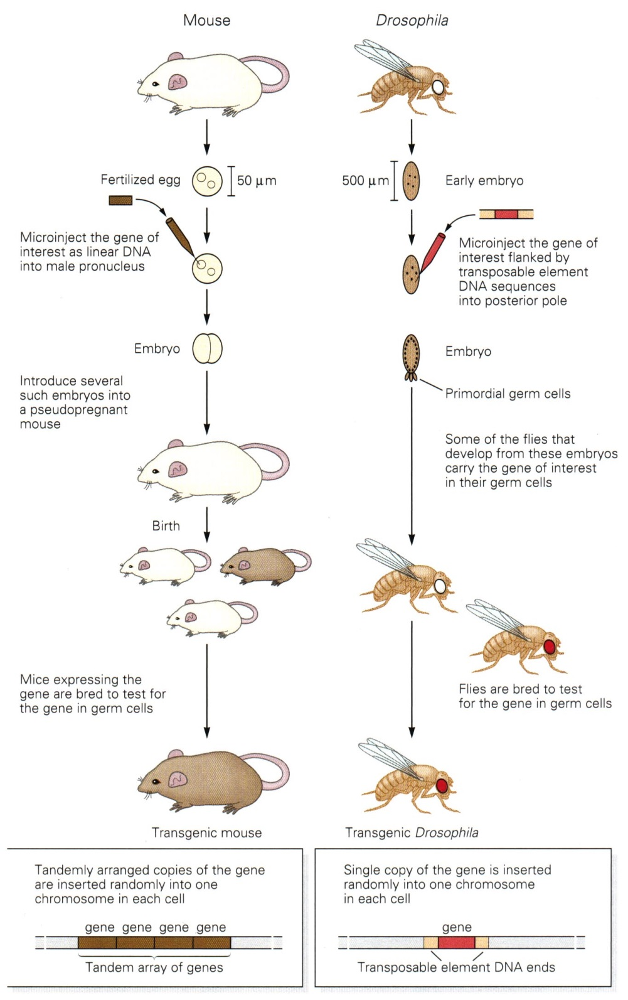 Mouse
Drosophila
Fertilized egg
50 µm
500 µm
Early embryo
Microinject the gene of
interest as linear DNA
into male pronucleus
Microinject the gene of
interest flanked by
transposable element
DNA sequences
into posterior pole
Embryo
Embryo
Primordial germ cells
Introduce several
such embryos into
a pseudopregnant
mouse
Some of the flies that
develop from these embryos
carry the gene of interest
in their germ cells
Birth
Mice expressing the
gene are bred to test for
the gene in germ cells
Flies are bred to test
for the gene in germ cells
Transgenic mouse
Transgenic Drosophila
Tandemly arranged copies of the gene
are inserted randomly into one
chromosome in each cell
gene gene gene gene
Tandem array of genes
Single copy of the gene is inserted
randomly into one chromosome
in each cell
gene
Transposable element DNA ends